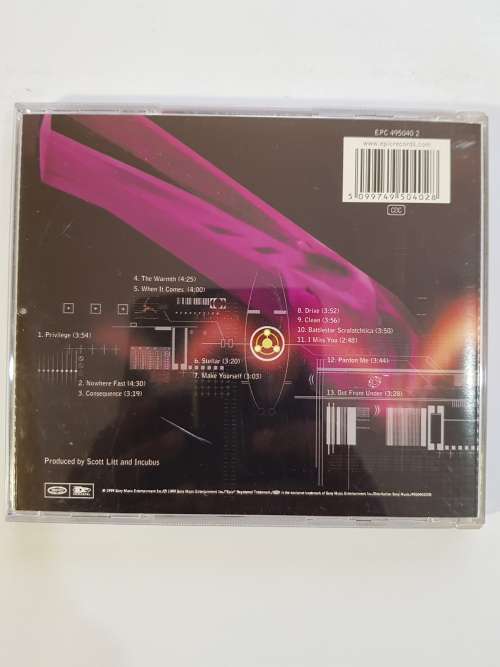 EPC 495040 2
www.epicrecords.com
5 099749 504028
CDC
4. The Warmth (4:25)
5. When It Comes (4:00)
1. Privilege (3:54)
2. Nowhere Fast (4:30)
3. Consequence (3:19)
6. Stellar (3:20)
7. Make Yourself (3:03)
8. Drive (3:52)
9. Clean (3:56)
10. Battlestar Scralatchtica (3:50)
11. I Miss You (2:48)
12. Pardon Me (3:44)
13. Out From Under (3:28)
Produced by Scott Litt and Incubus